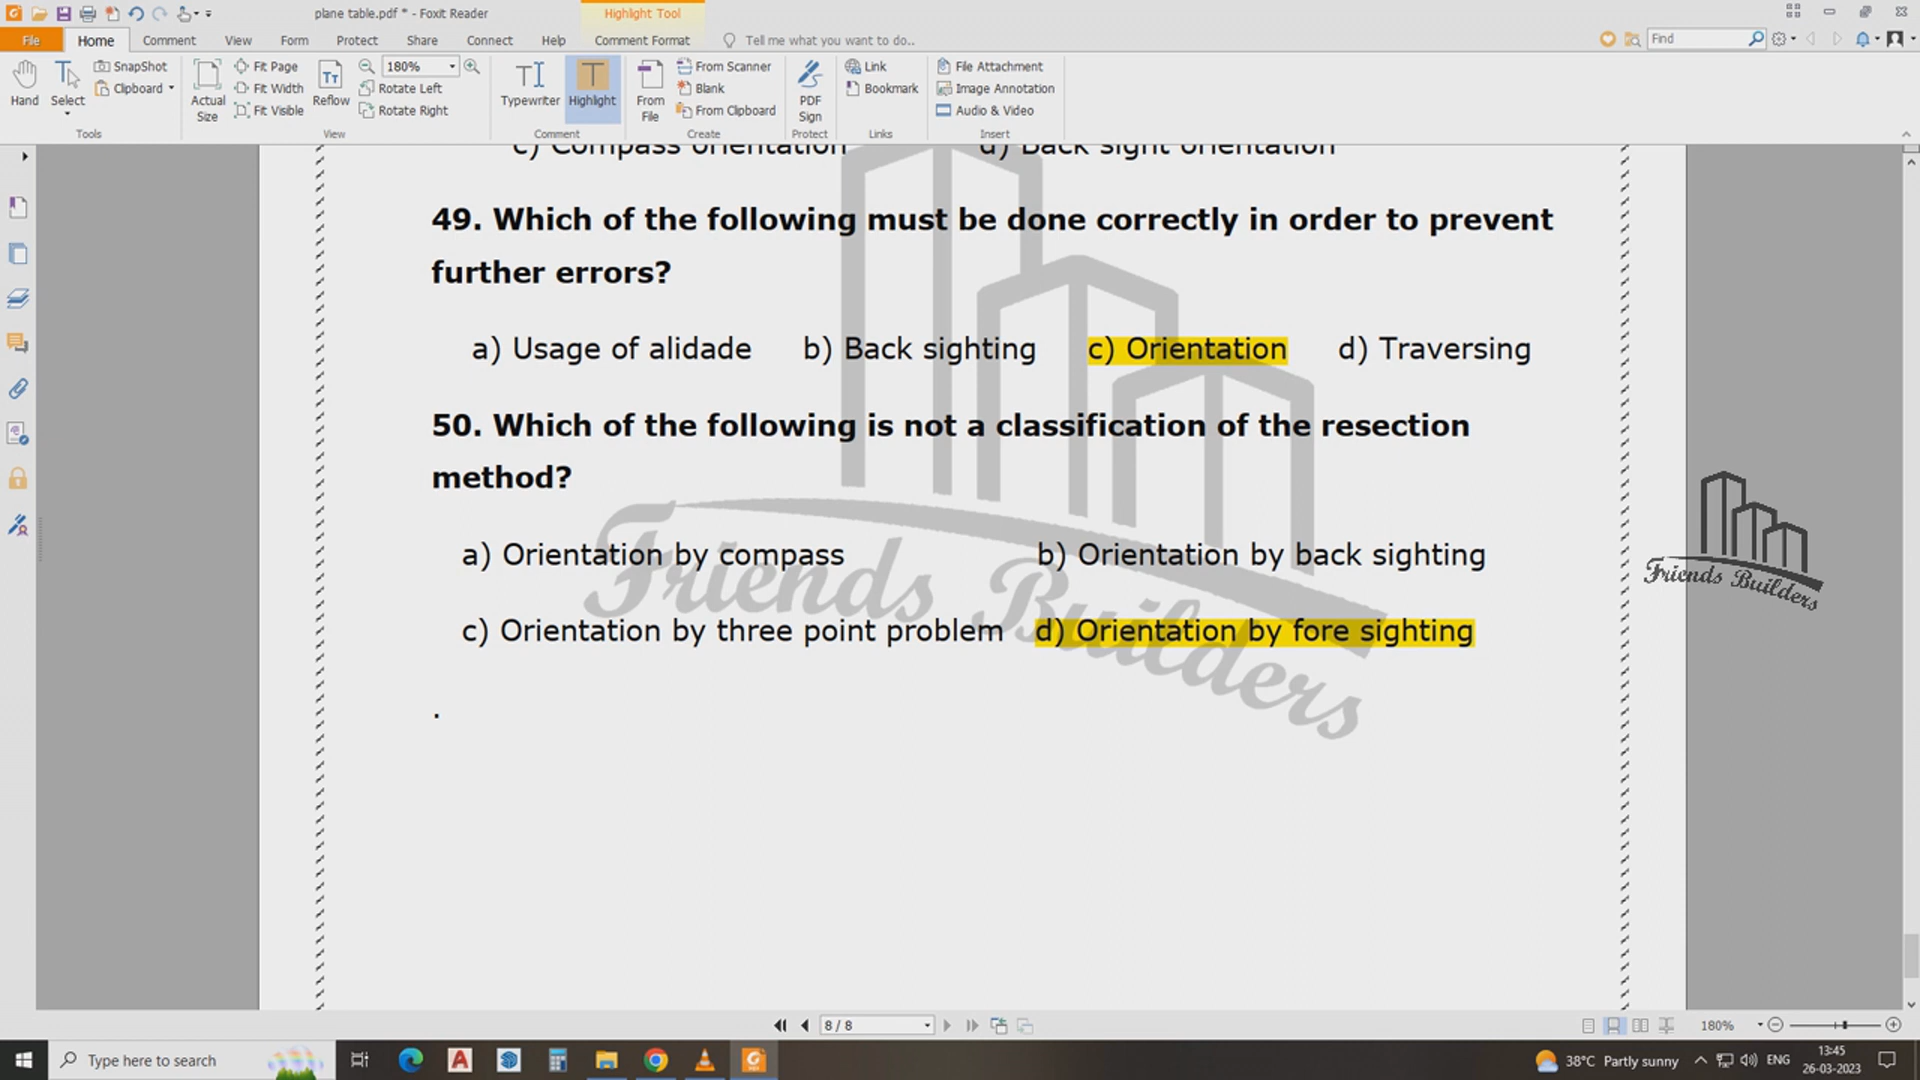 plane table.pdf * - Foxit Reader
Highlight Tool
File
Home
Comment
View
Form
Protect
Share
Connect
Help
Comment Format
Tell me what you want to do..
Find
Hand
Select
SnapShot
Clipboard
Actual Size
Fit Page
Fit Width
Fit Visible
Reflow
180%
Rotate Left
Rotate Right
Typewriter
Highlight
From File
From Scanner
Blank
From Clipboard
PDF Sign
Link
Bookmark
File Attachment
Image Annotation
Audio & Video
Tools
View
Comment
Create
Protect
Links
Insert
c) Compass orientation d) Back sight orientation
49. Which of the following must be done correctly in order to prevent
further errors?
a) Usage of alidade b) Back sighting c) Orientation d) Traversing
50. Which of the following is not a classification of the resection
method?
a) Orientation by compass b) Orientation by back sighting
c) Orientation by three point problem d) Orientation by fore sighting
.
Friends Builders
Friends Builders
8 / 8
180%
Type here to search
38°C Partly sunny
ENG
13:45
26-03-2023